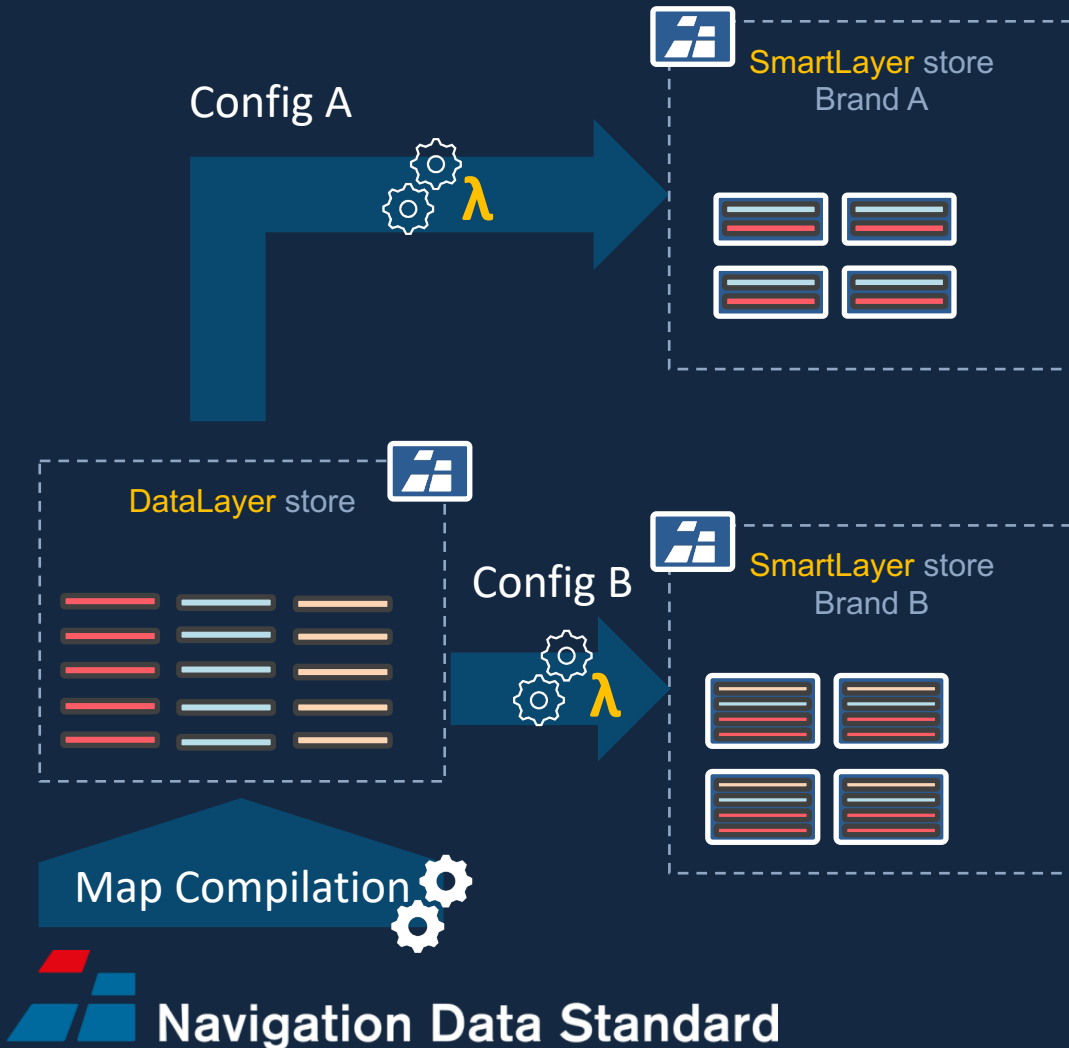 Config A
λ
SmartLayer store
Brand A
DataLayer store
Config B
λ
SmartLayer store
Brand B
Map Compilation
Navigation Data Standard